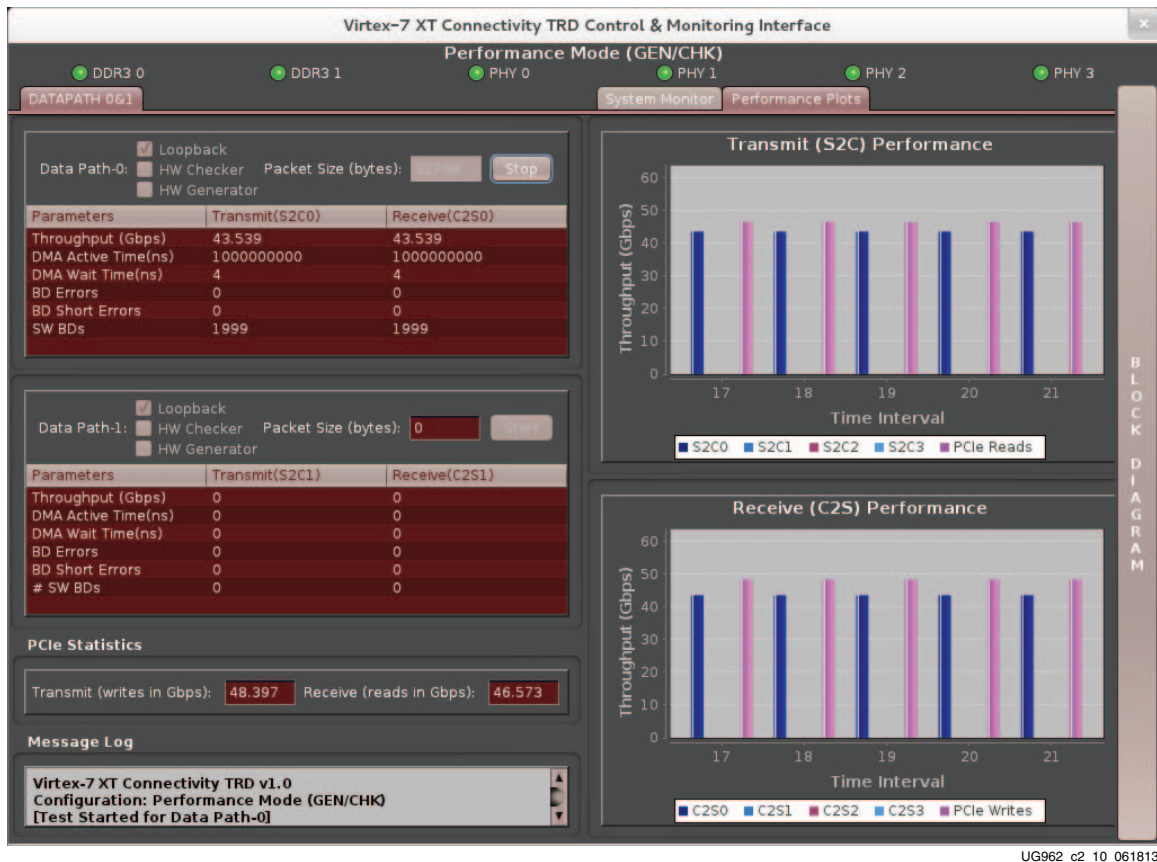 Virtex-7 XT Connectivity TRD Control & Monitoring Interface
Performance Mode (GEN/CHK)
DDR3 0 DDR3 1 PHY 0 PHY 1 PHY 2 PHY 3
DATAPATH 0&1
System Monitor Performance Plots
Loopback
Data Path-0: HW Checker Packet Size (bytes): Stop
HW Generator
Parameters Transmit(S2C0) Receive(C2S0)
Throughput (Gbps) 43.539 43.539
DMA Active Time(ns) 1000000000 1000000000
DMA Wait Time(ns) 4 4
BD Errors 0 0
BD Short Errors 0 0
SW BDs 1999 1999
Loopback
Data Path-1: HW Checker Packet Size (bytes): 0 Start
HW Generator
Parameters Transmit(S2C1) Receive(C2S1)
Throughput (Gbps) 0 0
DMA Active Time(ns) 0 0
DMA Wait Time(ns) 0 0
BD Errors 0 0
BD Short Errors 0 0
# SW BDs 0 0
PCIe Statistics
Transmit (writes in Gbps): 48.397 Receive (reads in Gbps): 46.573
Message Log
Virtex-7 XT Connectivity TRD v1.0
Configuration: Performance Mode (GEN/CHK)
[Test Started for Data Path-0]
Transmit (S2C) Performance
Throughput (Gbps)
60
50
40
30
20
10
0
17 18 19 20 21
Time Interval
S2C0 S2C1 S2C2 S2C3 PCIe Reads
Receive (C2S) Performance
Throughput (Gbps)
60
50
40
30
20
10
0
17 18 19 20 21
Time Interval
C2S0 C2S1 C2S2 C2S3 PCIe Writes
BLOCK DIAGRAM
UG962_c2_10_061813